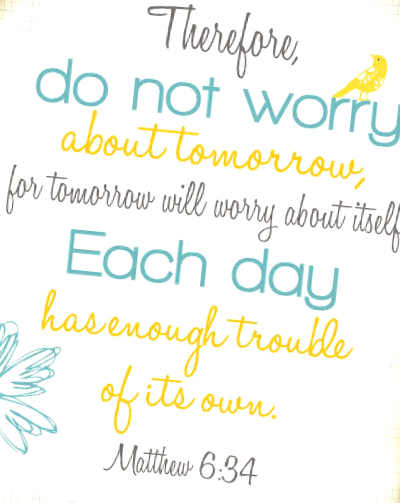 Therefore,
do not worry
about tomorrow,
for tomorrow will worry about itself
Each day
has enough trouble
of its own.
Matthew 6:34